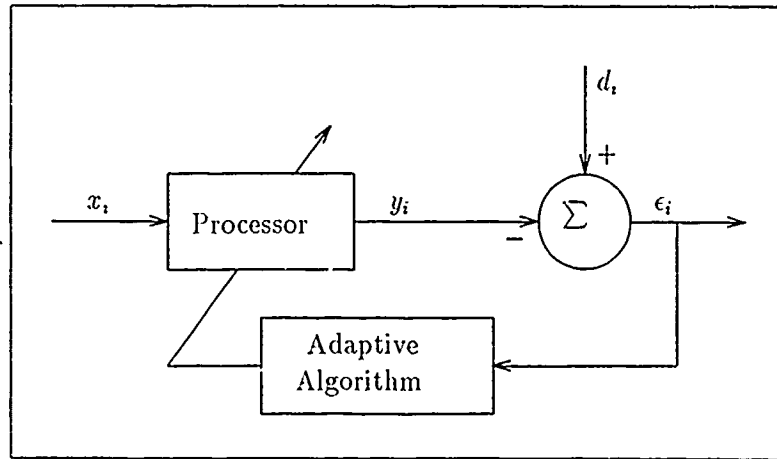 d_i
+
x_i
Processor
y_i
−
Σ
ϵ_i
Adaptive
Algorithm